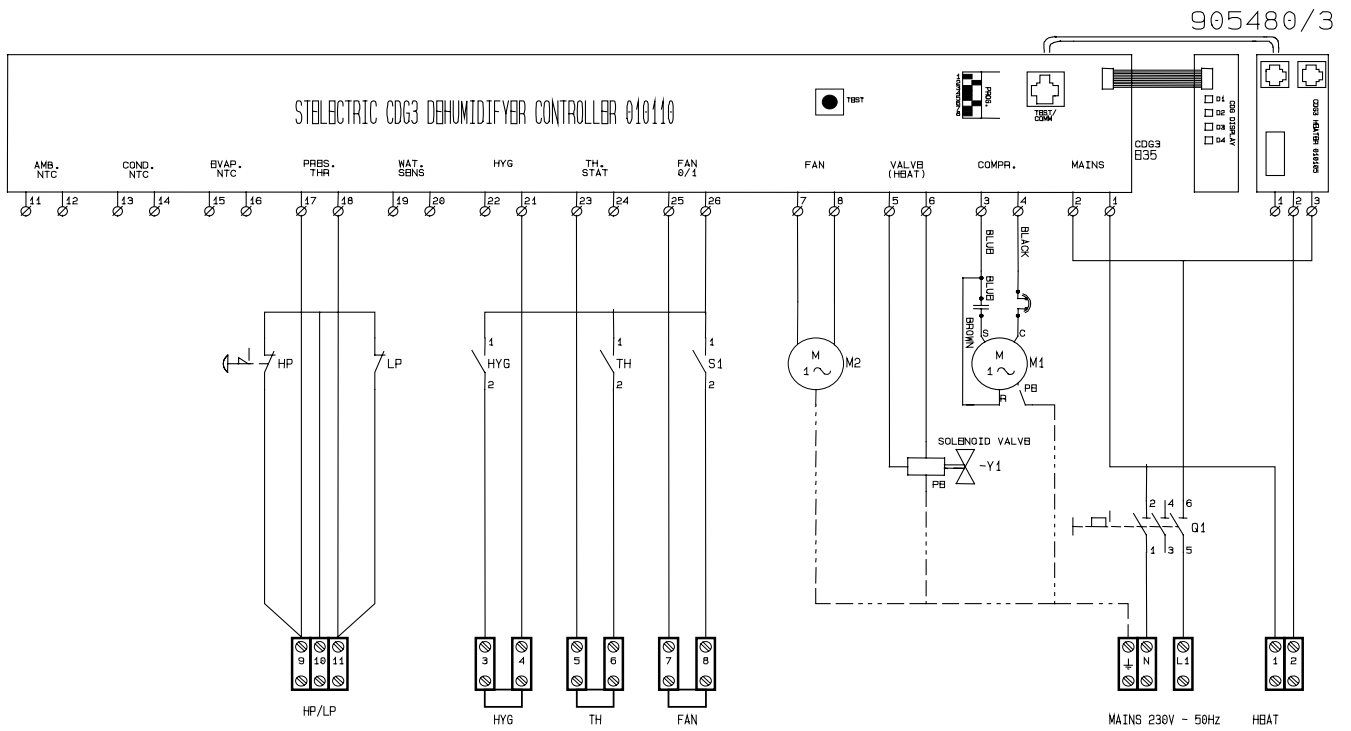 905480/3
STELECTRIC CDG3 DEHUMIDIFYER CONTROLLER 010110
TEST
PROG.
TEST/
COMM
CDG3
B35
D1
D2
D3
D4
CDG DISPLAY
CDG3 HEATER 010105
AMB.
NTC
COND.
NTC
EVAP.
NTC
PRES.
THR
WAT.
SENS
HYG
TH.
STAT
FAN
0/1
FAN
VALVE
(HEAT)
COMPR.
MAINS
11 12 13 14 15 16 17 18 19 20 22 21 23 24 25 26 7 8 5 6 3 4 2 1 1 2 3
BLUE
BLACK
BLUE
BROWN
S C
HP
LP
1
HYG
2
1
TH
2
1
S1
2
M
1
M2
M
1
M1
R
PE
SOLENOID VALVE
-Y1
PE
2 4 6
Q1
1 3 5
9 10 11 3 4 5 6 7 8 N L1 1 2
HP/LP
HYG
TH
FAN
MAINS 230V - 50Hz
HEAT